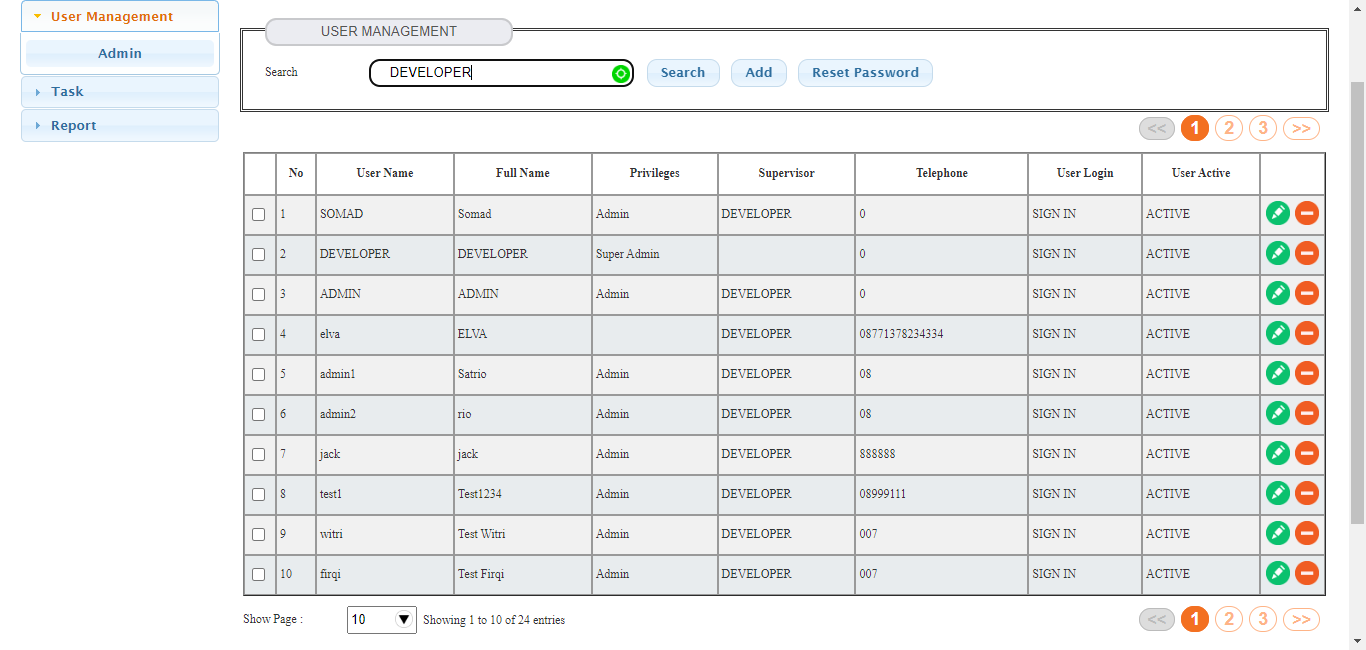 User Management
Admin
Task
Report
USER MANAGEMENT
Search DEVELOPER Search Add Reset Password
<< 1 2 3 >>
No User Name Full Name Privileges Supervisor Telephone User Login User Active
1 SOMAD Somad Admin DEVELOPER 0 SIGN IN ACTIVE
2 DEVELOPER DEVELOPER Super Admin 0 SIGN IN ACTIVE
3 ADMIN ADMIN Admin DEVELOPER 0 SIGN IN ACTIVE
4 elva ELVA DEVELOPER 08771378234334 SIGN IN ACTIVE
5 admin1 Satrio Admin DEVELOPER 08 SIGN IN ACTIVE
6 admin2 rio Admin DEVELOPER 08 SIGN IN ACTIVE
7 jack jack Admin DEVELOPER 888888 SIGN IN ACTIVE
8 test1 Test1234 Admin DEVELOPER 08999111 SIGN IN ACTIVE
9 witri Test Witri Admin DEVELOPER 007 SIGN IN ACTIVE
10 firqi Test Firqi Admin DEVELOPER 007 SIGN IN ACTIVE
Show Page : 10 Showing 1 to 10 of 24 entries
<< 1 2 3 >>